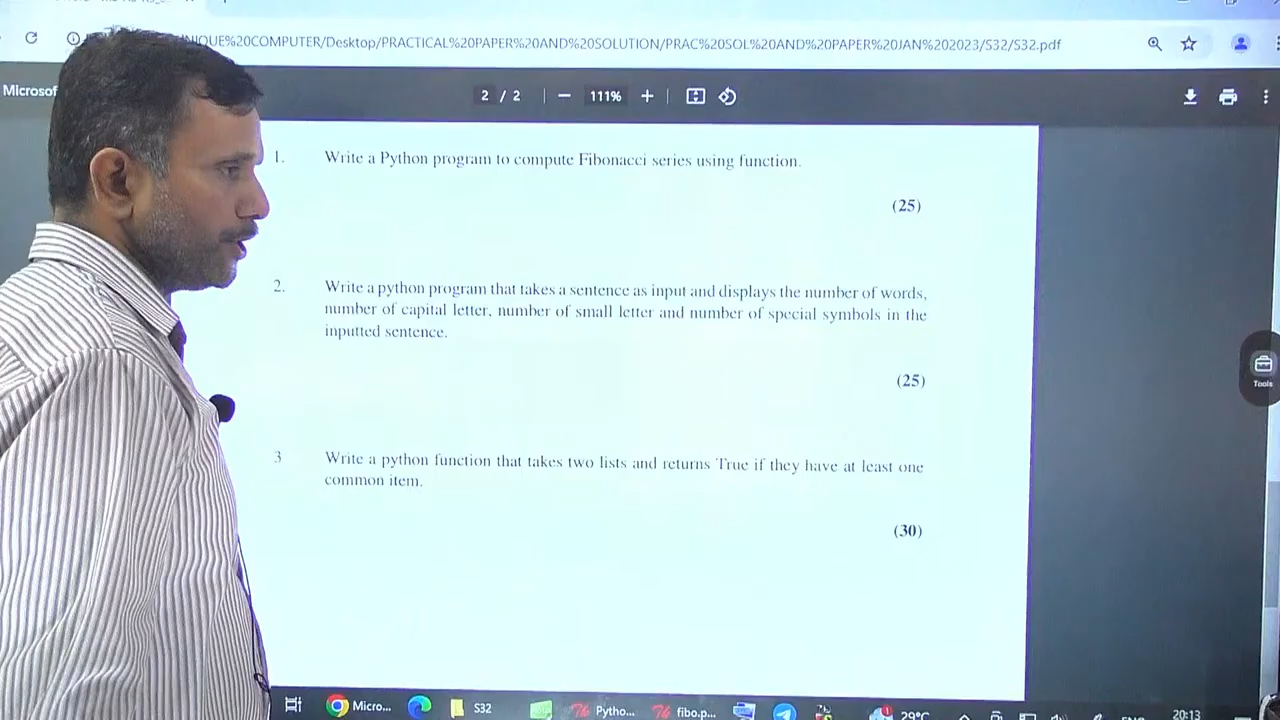 NIQUE%20COMPUTER/Desktop/PRACTICAL%20PAPER%20AND%20SOLUTION/PRAC%20SOL%20AND%20PAPER%20JAN%202023/S32/S32.pdf
Microsof
2 / 2
111%
1. Write a Python program to compute Fibonacci series using function.
(25)
2. Write a python program that takes a sentence as input and displays the number of words,
number of capital letter, number of small letter and number of special symbols in the
inputted sentence.
(25)
Tools
3 Write a python function that takes two lists and returns True if they have at least one
common item.
(30)
Micro... S32 Pytho... fibo.p... 29°C ENG 20:13